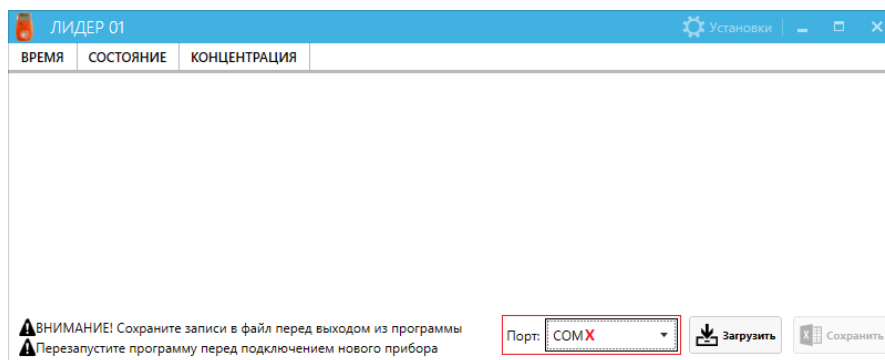 ЛИДЕР 01 Установки
ВРЕМЯ СОСТОЯНИЕ КОНЦЕНТРАЦИЯ
ВНИМАНИЕ! Сохраните записи в файл перед выходом из программы
Перезапустите программу перед подключением нового прибора
Порт: COMX Загрузить Сохранить